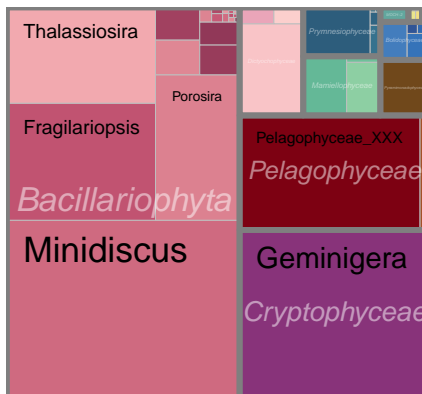 Thalassiosira
Fragilariopsis
Porosira
Bacillariophyta
Minidiscus
Prymnesiophyceae
Mamiellophyceae
Pelagophyceae_XXX
Pelagophyceae
Geminigera
Cryptophyceae